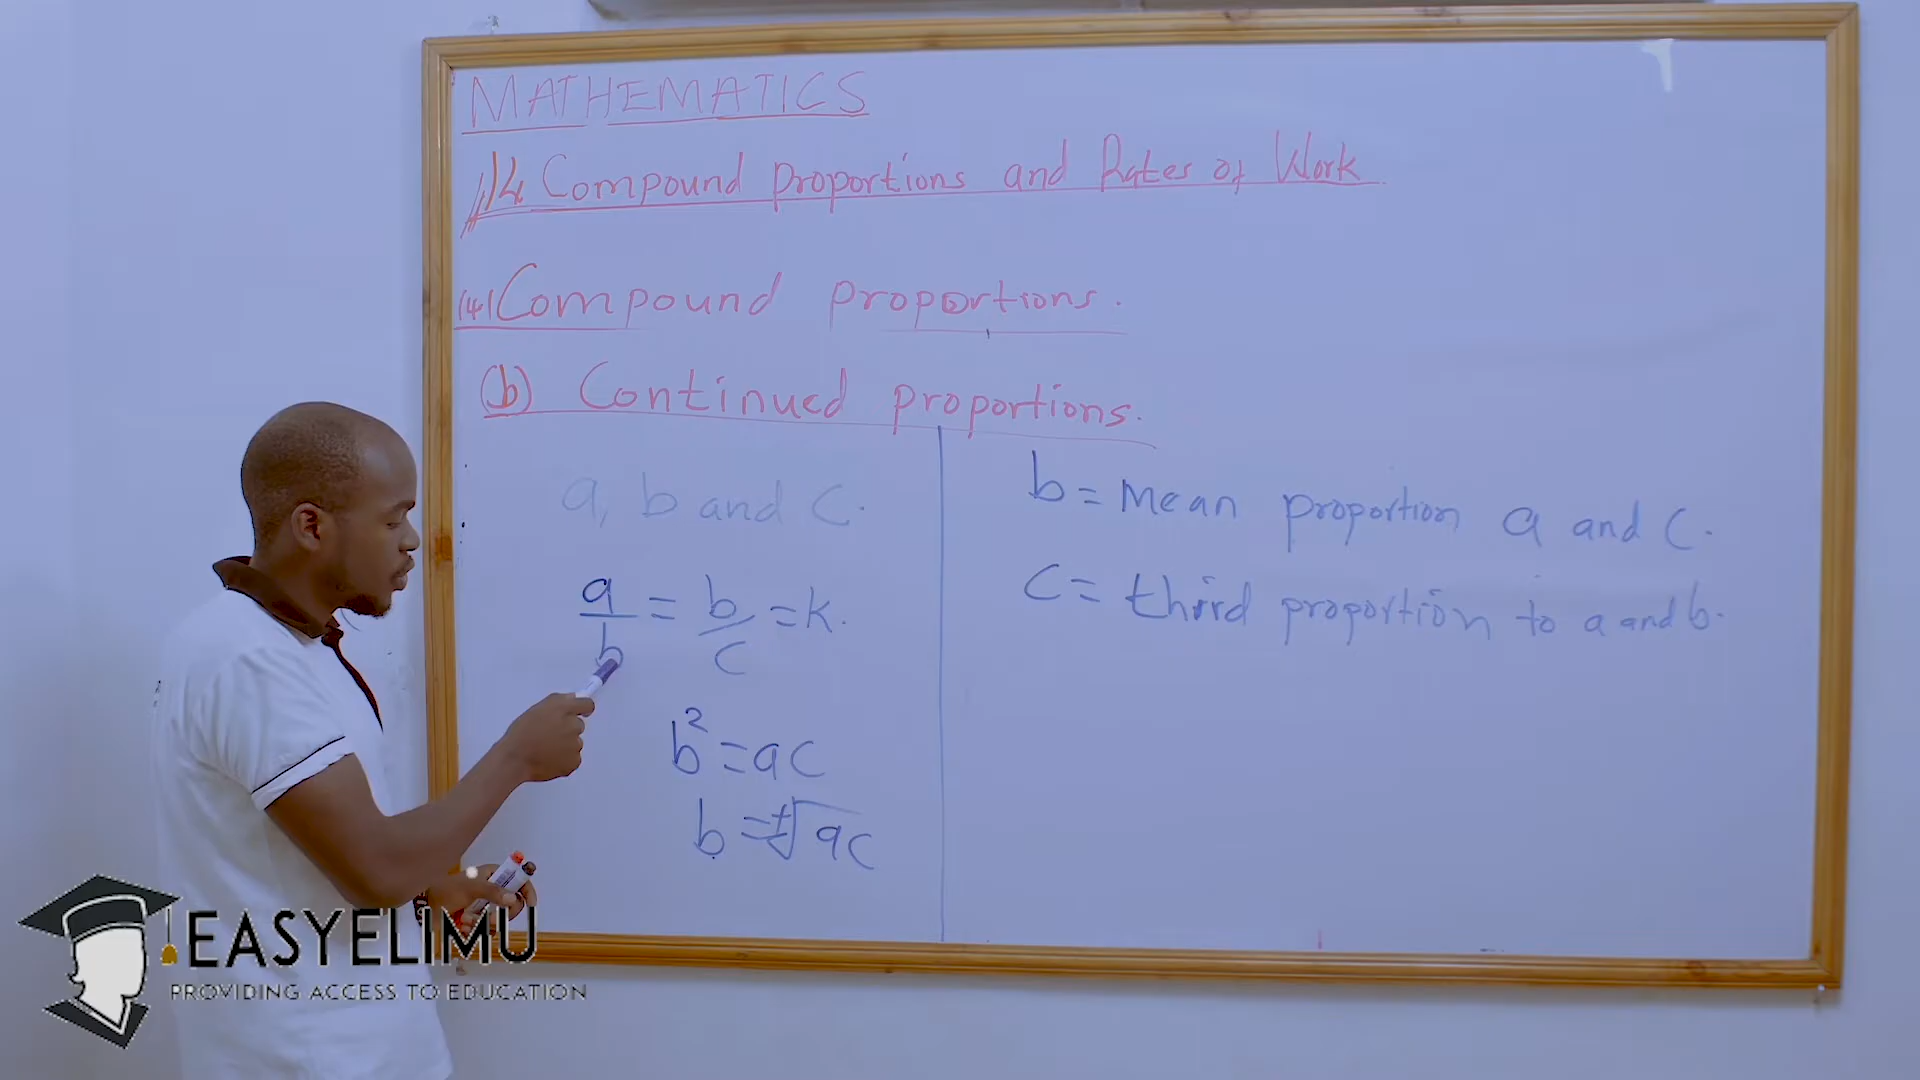 MATHEMATICS
14 Compound Proportions and Rates of Work
(14) Compound proportions.
(b) Continued proportions.
a, b and c.
a/b = b/c = k.
b² = ac
b = ±√ac
b = Mean proportion a and c.
c = third proportion to a and b.
EASYELIMU
PROVIDING ACCESS TO EDUCATION